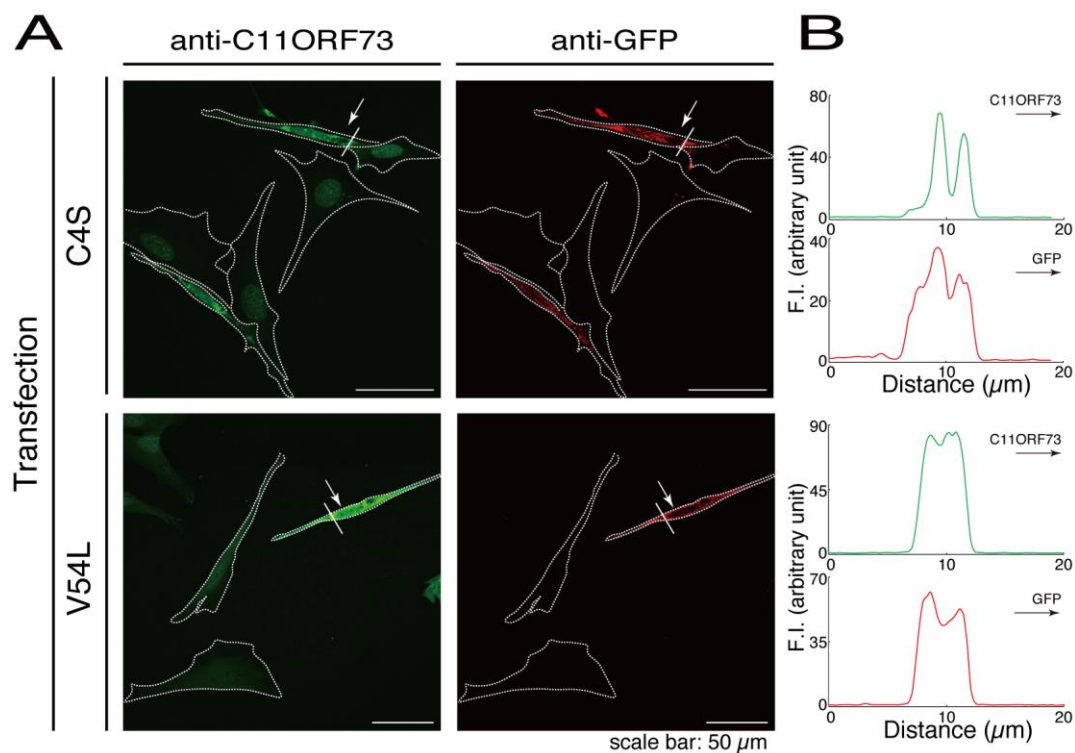 A
B
anti-C11ORF73
anti-GFP
Transfection
C4S
V54L
scale bar: 50 µm
F.I. (arbitrary unit)
80
40
0
C11ORF73
0
10
20
40
20
0
GFP
0
10
20
Distance (µm)
F.I. (arbitrary unit)
90
45
0
C11ORF73
0
10
20
70
35
0
GFP
0
10
20
Distance (µm)